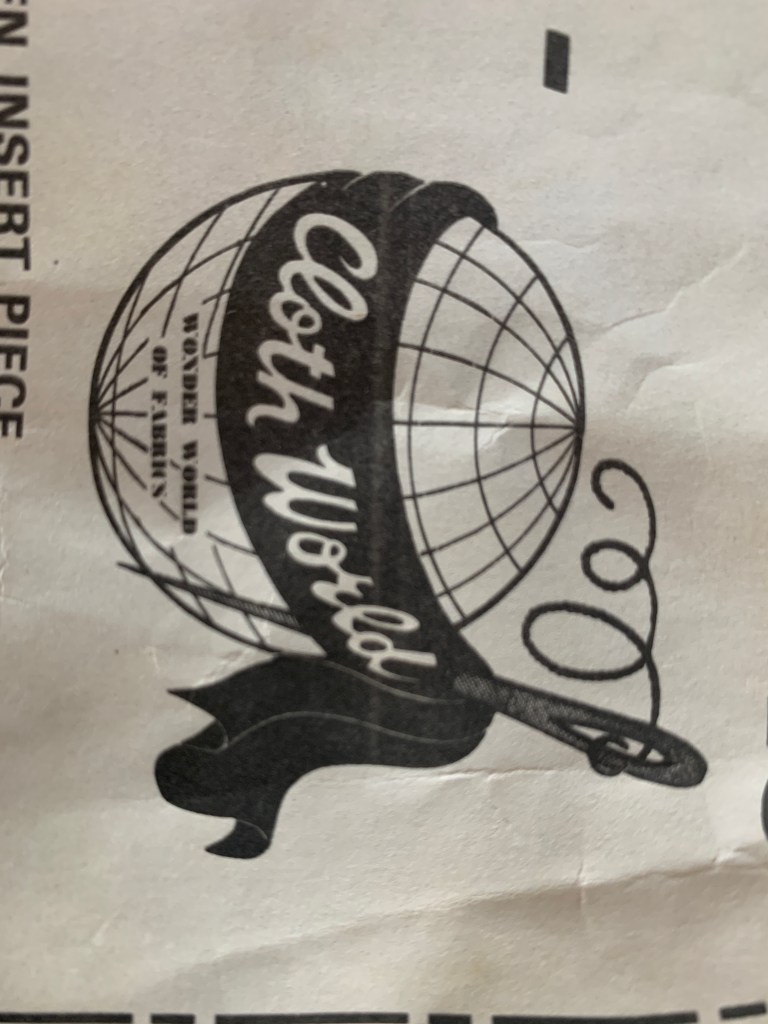 Cloth World
WONDER WORLD
OF FABRICS
EN INSERT PIECE